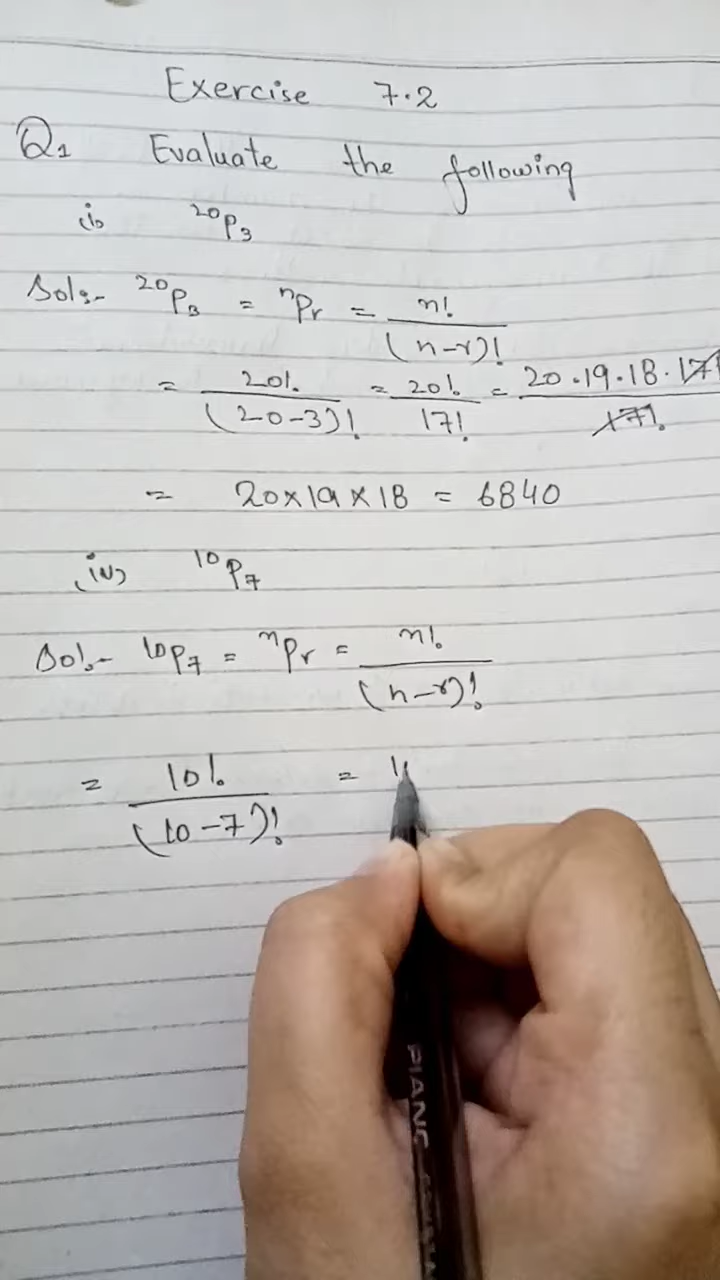 Exercise 7.2
Q1 Evaluate the following
(i) ²⁰P₃
Sol:- ²⁰P₃ = ⁿPr = n!/(n-r)!
= 20!/(20-3)! = 20!/17! = 20.19.18.17!/17!
= 20×19×18 = 6840
(iv) ¹⁰P₇
Sol:- ¹⁰P₇ = ⁿPr = n!/(n-r)!
= 10!/(10-7)! =
PIANO